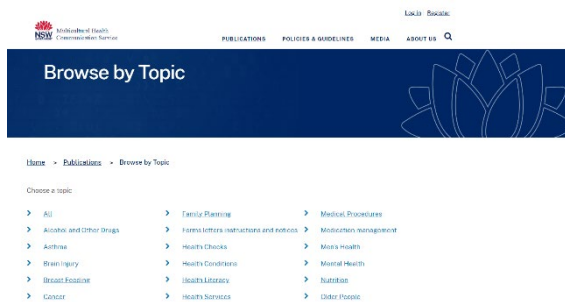 Log in Register
NSW
Multicultural Health
Communication Service
PUBLICATIONS POLICIES & GUIDELINES MEDIA ABOUT US
Browse by Topic
Home > Publications > Browse by Topic
Choose a topic
All
Alcohol and Other Drugs
Asthma
Brain Injury
Breast Feeding
Cancer
Family Planning
Forms letters instructions and notices
Health Checks
Health Conditions
Health Literacy
Health Services
Medical Procedures
Medication management
Men's Health
Mental Health
Nutrition
Older People